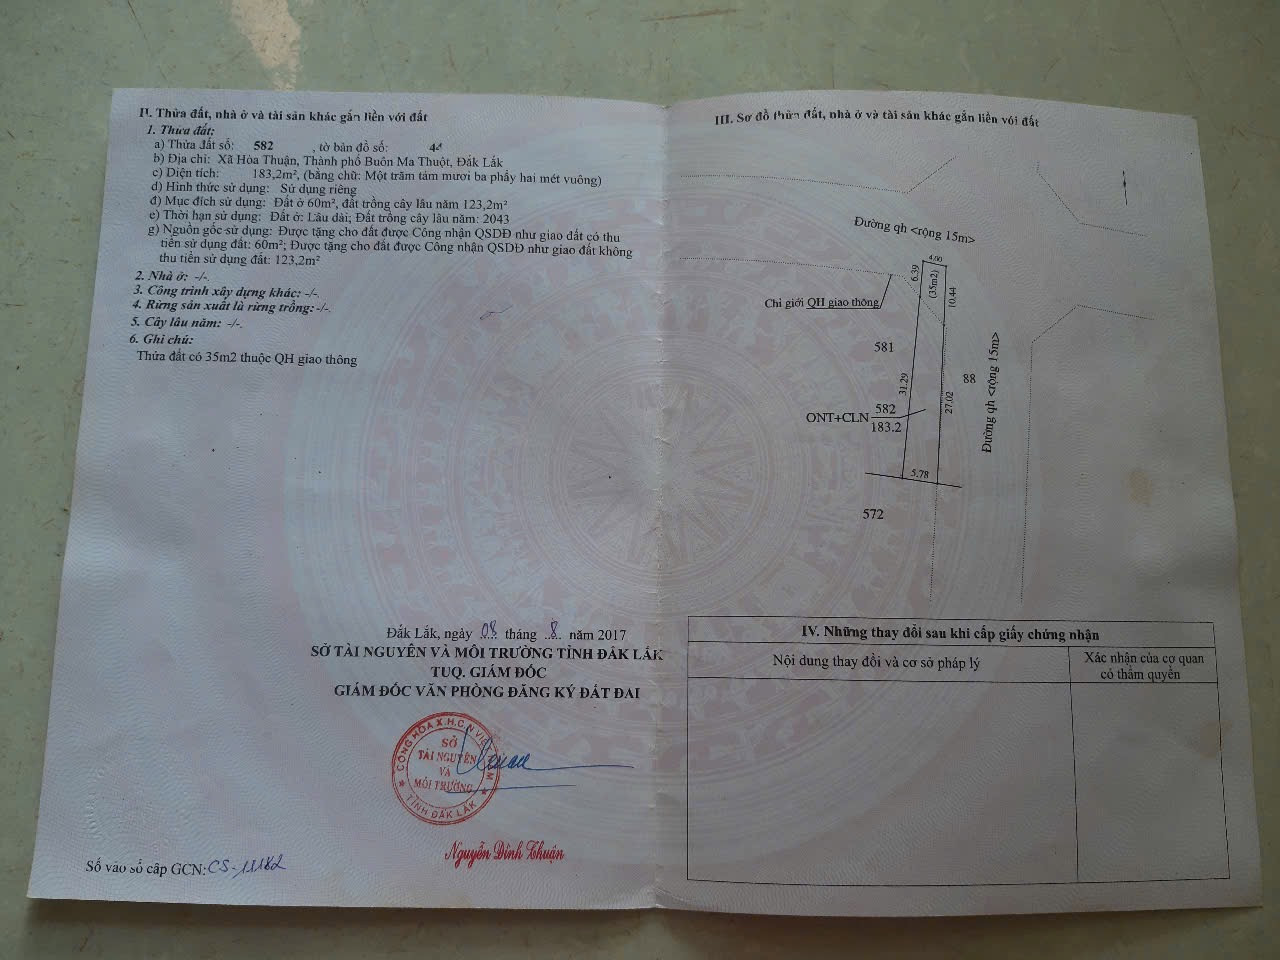 II. Thửa đất, nhà ở và tài sản khác gắn liền với đất
1. Thửa đất:
a) Thửa đất số: 582 , tờ bản đồ số: 44
b) Địa chỉ: Xã Hòa Thuận, Thành phố Buôn Ma Thuột, Đắk Lắk
c) Diện tích: 183,2m², (bằng chữ: Một trăm tám mươi ba phẩy hai mét vuông)
d) Hình thức sử dụng: Sử dụng riêng
đ) Mục đích sử dụng: Đất ở 60m², đất trồng cây lâu năm 123,2m²
e) Thời hạn sử dụng: Đất ở: Lâu dài; Đất trồng cây lâu năm: 2043
g) Nguồn gốc sử dụng: Được tặng cho đất được Công nhận QSDĐ như giao đất có thu
tiền sử dụng đất: 60m²; Được tặng cho đất được Công nhận QSDĐ như giao đất không
thu tiền sử dụng đất: 123,2m²
2. Nhà ở: -/-.
3. Công trình xây dựng khác: -/-.
4. Rừng sản xuất là rừng trồng: -/-.
5. Cây lâu năm: -/-.
6. Ghi chú:
Thửa đất có 35m2 thuộc QH giao thông
Đắk Lắk, ngày 08 tháng 8 năm 2017
SỞ TÀI NGUYÊN VÀ MÔI TRƯỜNG TỈNH ĐẮK LẮK
TUQ. GIÁM ĐỐC
GIÁM ĐỐC VĂN PHÒNG ĐĂNG KÝ ĐẤT ĐAI
CỘNG HÒA X.H.C.N VIỆT NAM
SỞ
TÀI NGUYÊN
VÀ
MÔI TRƯỜNG
TỈNH ĐẮK LẮK
Nguyễn Đình Thuận
Số vào sổ cấp GCN: CS-11182
III. Sơ đồ thửa đất, nhà ở và tài sản khác gắn liền với đất
Đường qh <rộng 15m>
4.00
6.39
(35m2)
10.44
Chỉ giới QH giao thông
581
31.29
27.02
88
Đường qh <rộng 15m>
ONT+CLN
582
183.2
5.78
572
IV. Những thay đổi sau khi cấp giấy chứng nhận
Nội dung thay đổi và cơ sở pháp lý
Xác nhận của cơ quan
có thẩm quyền